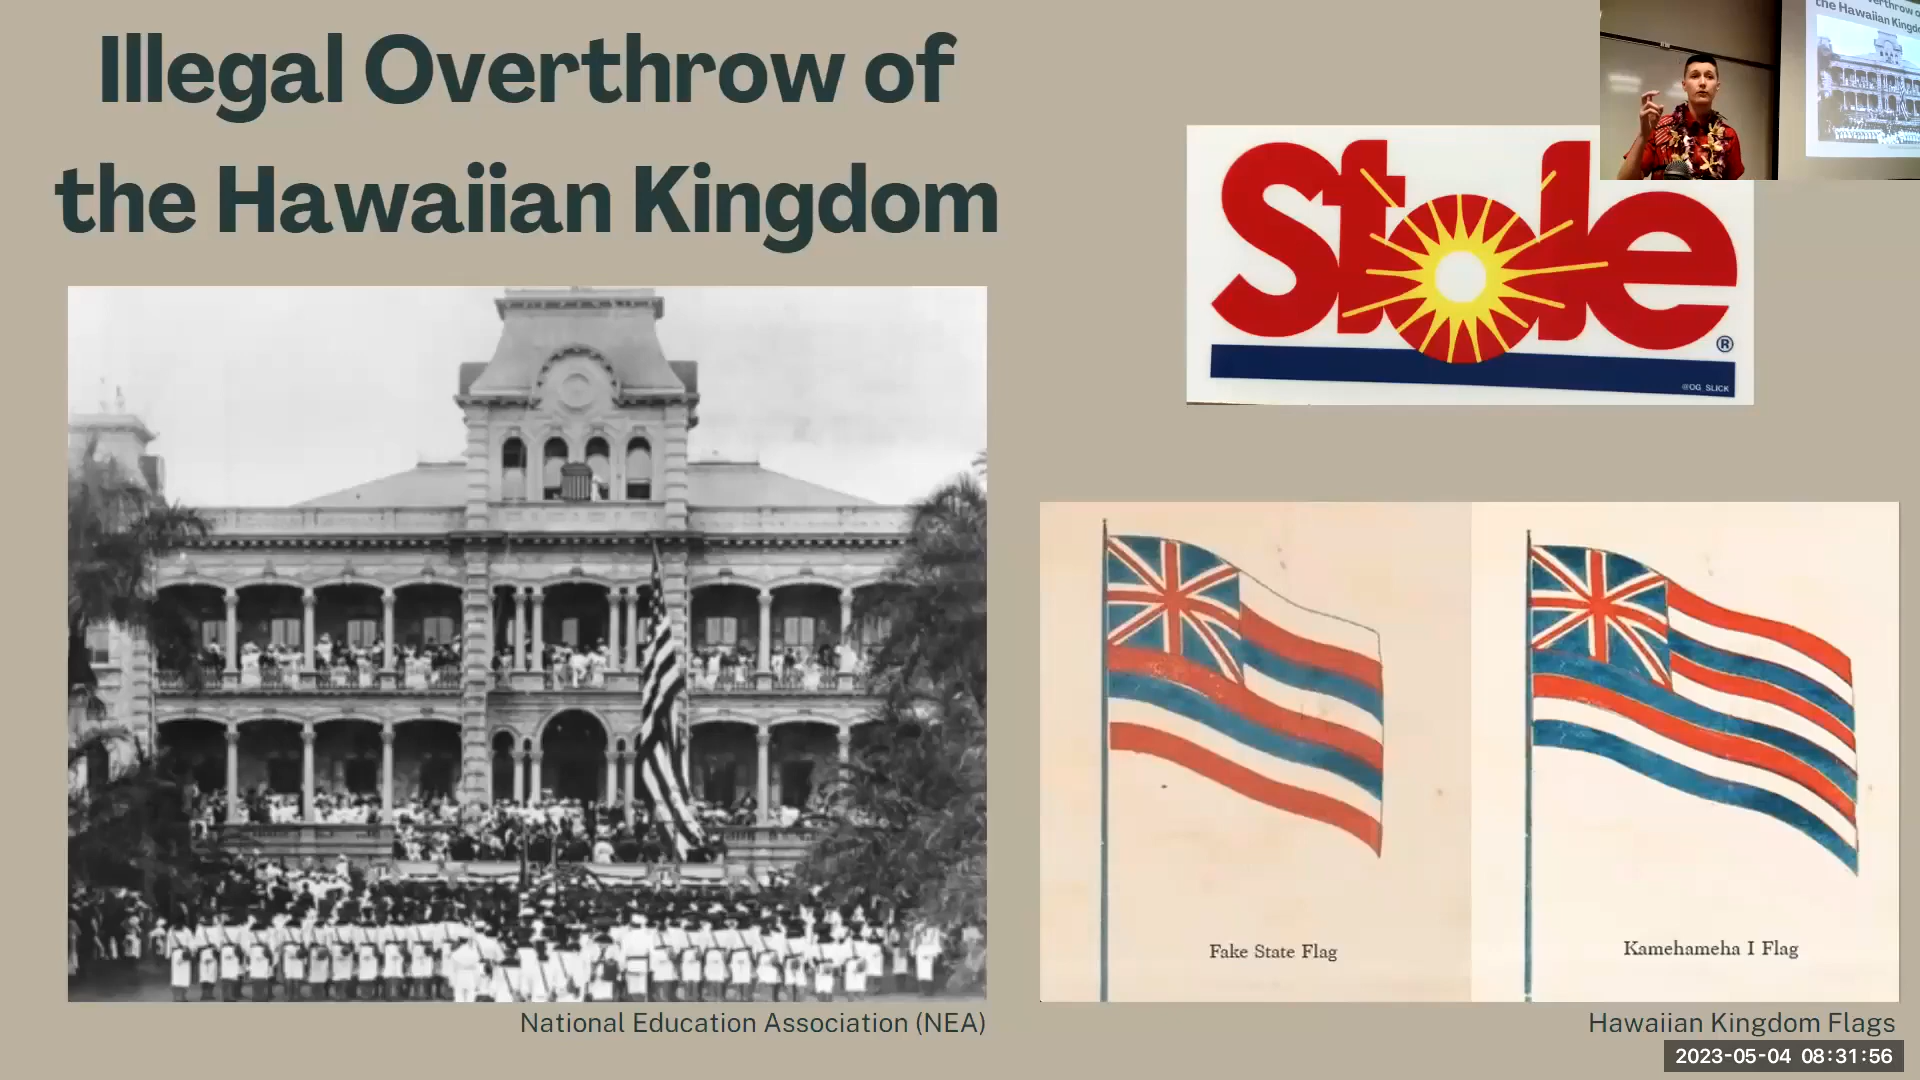 Illegal Overthrow of
the Hawaiian Kingdom
Stole
®
@OG_SLICK
Fake State Flag
Kamehameha I Flag
National Education Association (NEA)
Hawaiian Kingdom Flags
2023-05-04 08:31:56